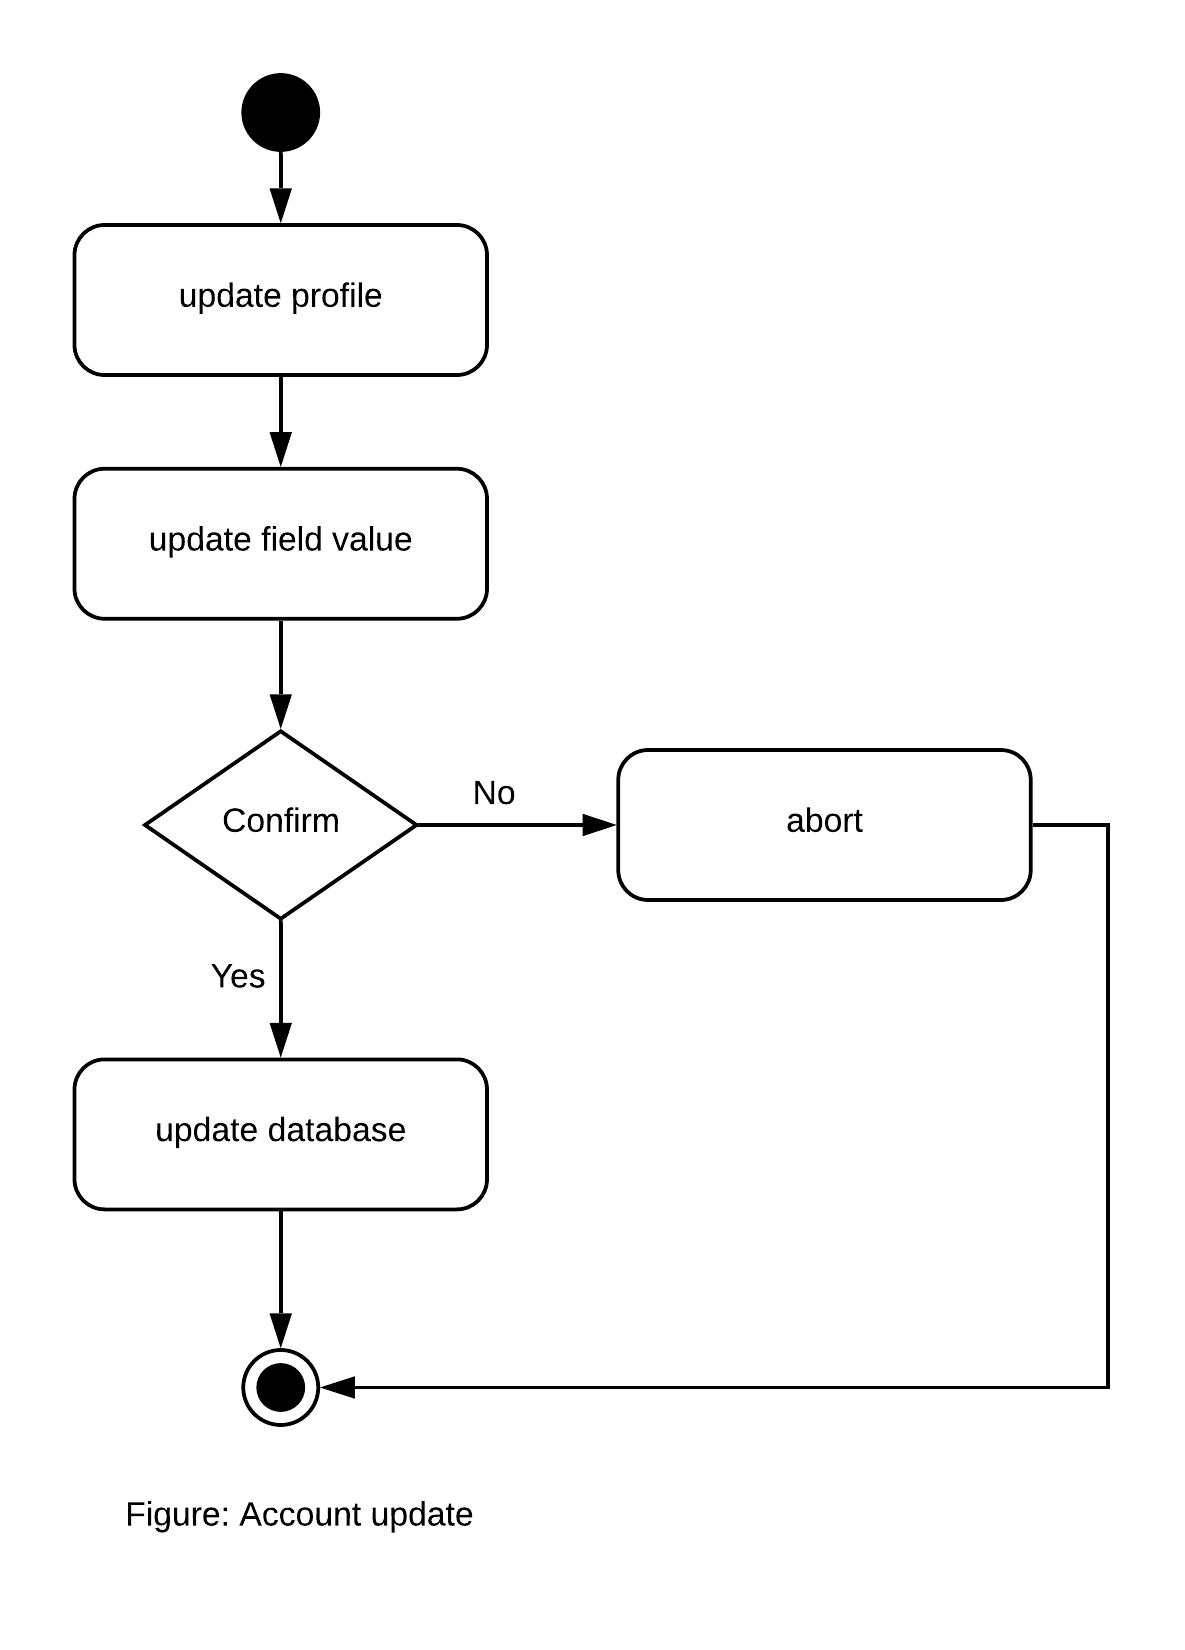 update profile
update field value
Confirm
No
abort
Yes
update database
Figure: Account update